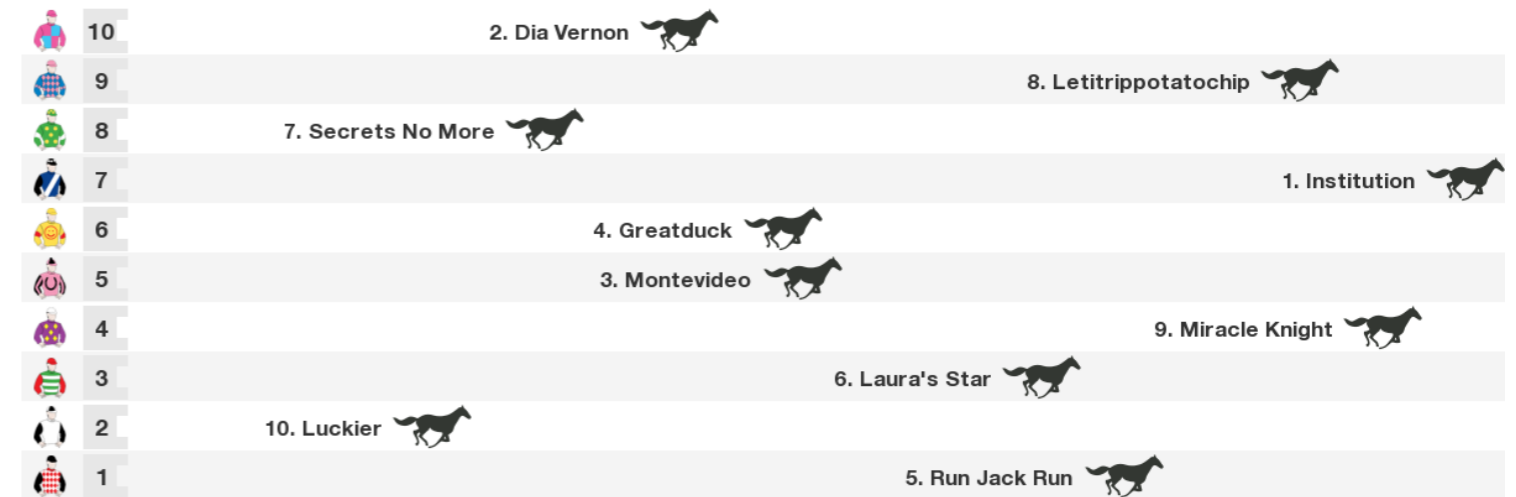 10 2. Dia Vernon
9 8. Letitrippotatochip
8 7. Secrets No More
7 1. Institution
6 4. Greatduck
5 3. Montevideo
4 9. Miracle Knight
3 6. Laura's Star
2 10. Luckier
1 5. Run Jack Run